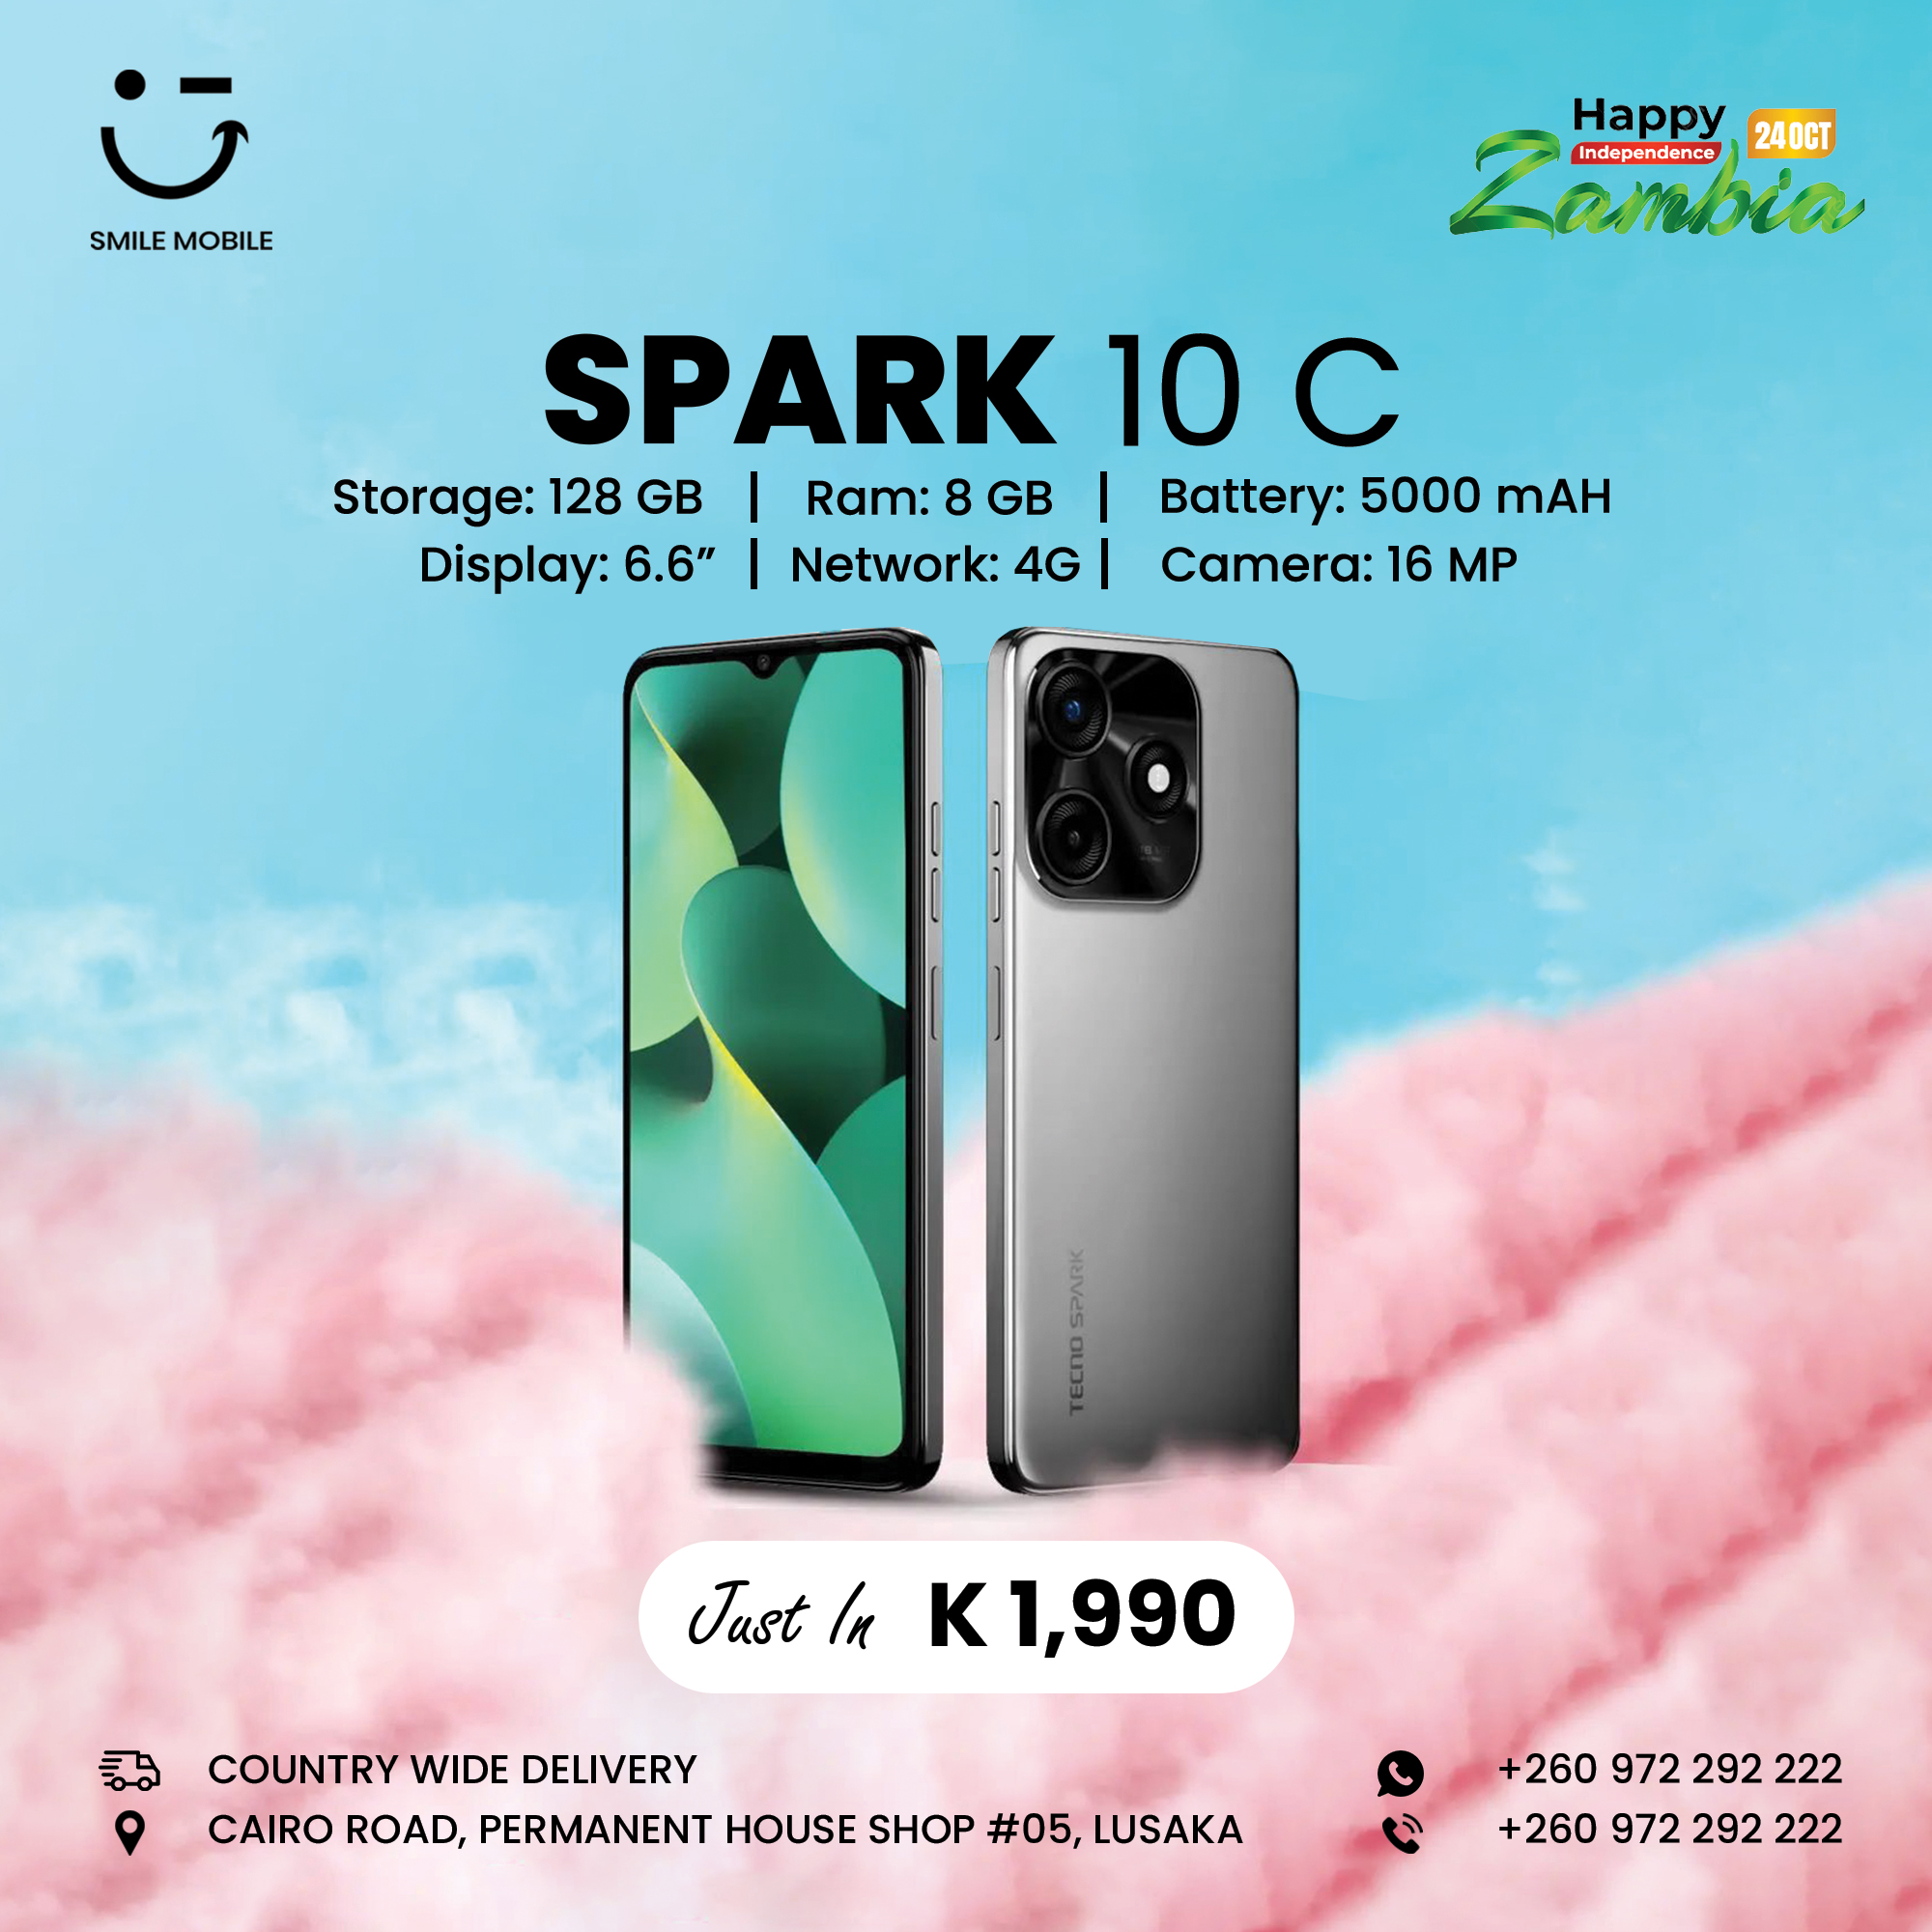 SMILE MOBILE
Happy
Independence
24 OCT
Zambia
SPARK 10 C
Storage: 128 GB | Ram: 8 GB | Battery: 5000 mAH
Display: 6.6” | Network: 4G | Camera: 16 MP
TECNO SPARK
Just In K 1,990
COUNTRY WIDE DELIVERY
+260 972 292 222
CAIRO ROAD, PERMANENT HOUSE SHOP #05, LUSAKA
+260 972 292 222